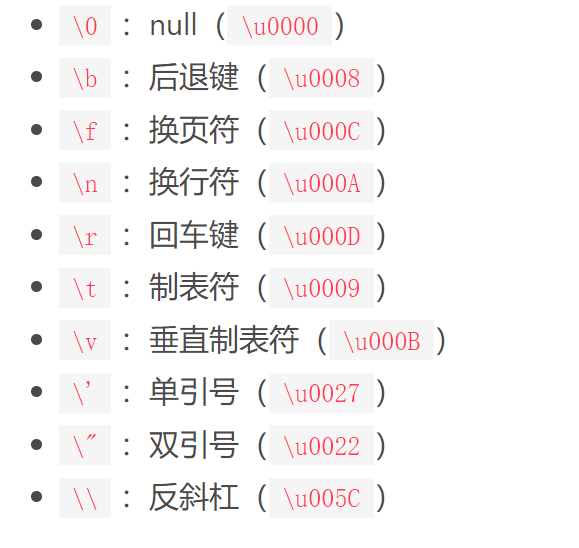 • \0 ：null（\u0000）
• \b ：后退键（\u0008）
• \f ：换页符（\u000C）
• \n ：换行符（\u000A）
• \r ：回车键（\u000D）
• \t ：制表符（\u0009）
• \v ：垂直制表符（\u000B）
• \' ：单引号（\u0027）
• \" ：双引号（\u0022）
• \\ ：反斜杠（\u005C）